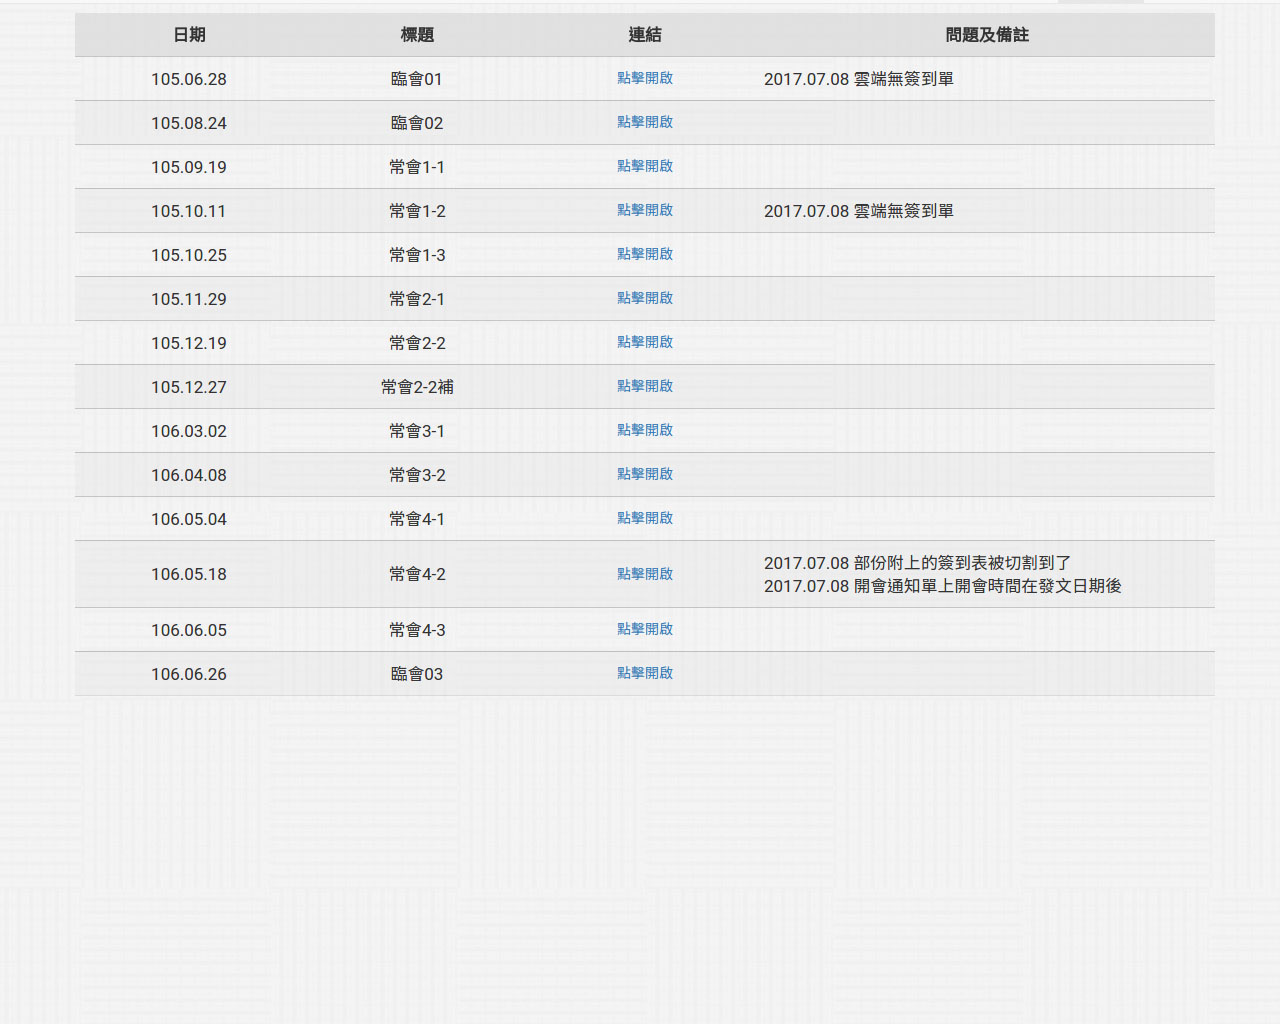 日期 標題 連結 問題及備註
105.06.28 臨會01 點擊開啟 2017.07.08 雲端無簽到單
105.08.24 臨會02 點擊開啟
105.09.19 常會1-1 點擊開啟
105.10.11 常會1-2 點擊開啟 2017.07.08 雲端無簽到單
105.10.25 常會1-3 點擊開啟
105.11.29 常會2-1 點擊開啟
105.12.19 常會2-2 點擊開啟
105.12.27 常會2-2補 點擊開啟
106.03.02 常會3-1 點擊開啟
106.04.08 常會3-2 點擊開啟
106.05.04 常會4-1 點擊開啟
106.05.18 常會4-2 點擊開啟 2017.07.08 部份附上的簽到表被切割到了
2017.07.08 開會通知單上開會時間在發文日期後
106.06.05 常會4-3 點擊開啟
106.06.26 臨會03 點擊開啟